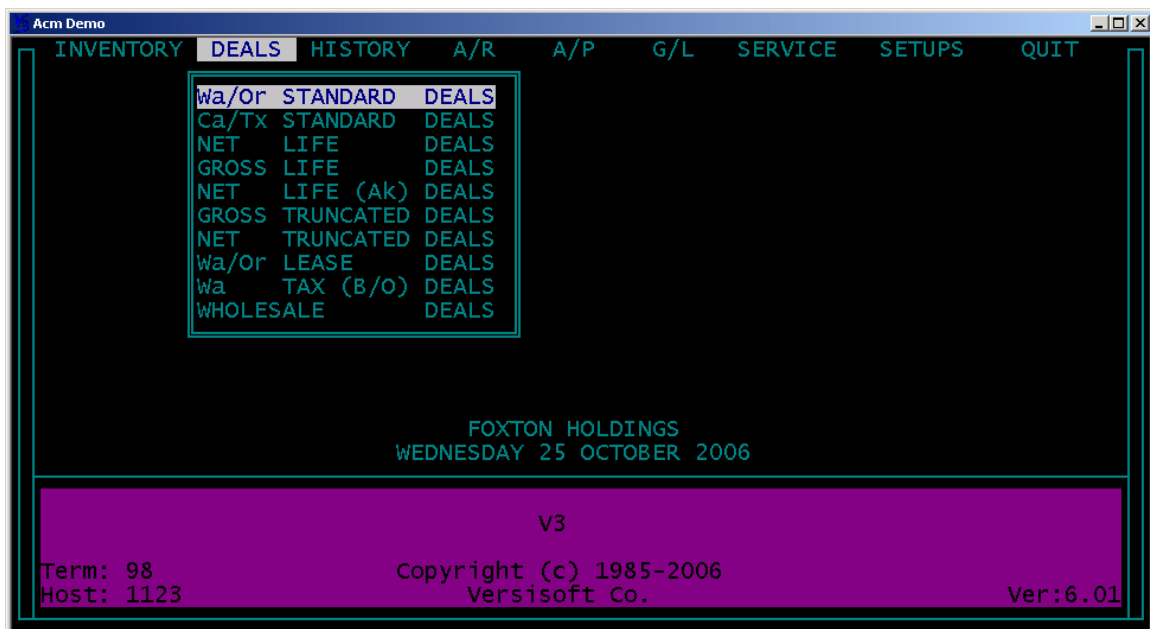 Acm Demo
INVENTORY DEALS HISTORY A/R A/P G/L SERVICE SETUPS QUIT
Wa/Or STANDARD DEALS
Ca/Tx STANDARD DEALS
NET LIFE DEALS
GROSS LIFE DEALS
NET LIFE (Ak) DEALS
GROSS TRUNCATED DEALS
NET TRUNCATED DEALS
Wa/Or LEASE DEALS
Wa TAX (B/O) DEALS
WHOLESALE DEALS
FOXTON HOLDINGS
WEDNESDAY 25 OCTOBER 2006
V3
Term: 98 Copyright (c) 1985-2006
Host: 1123 Versisoft Co. Ver:6.01